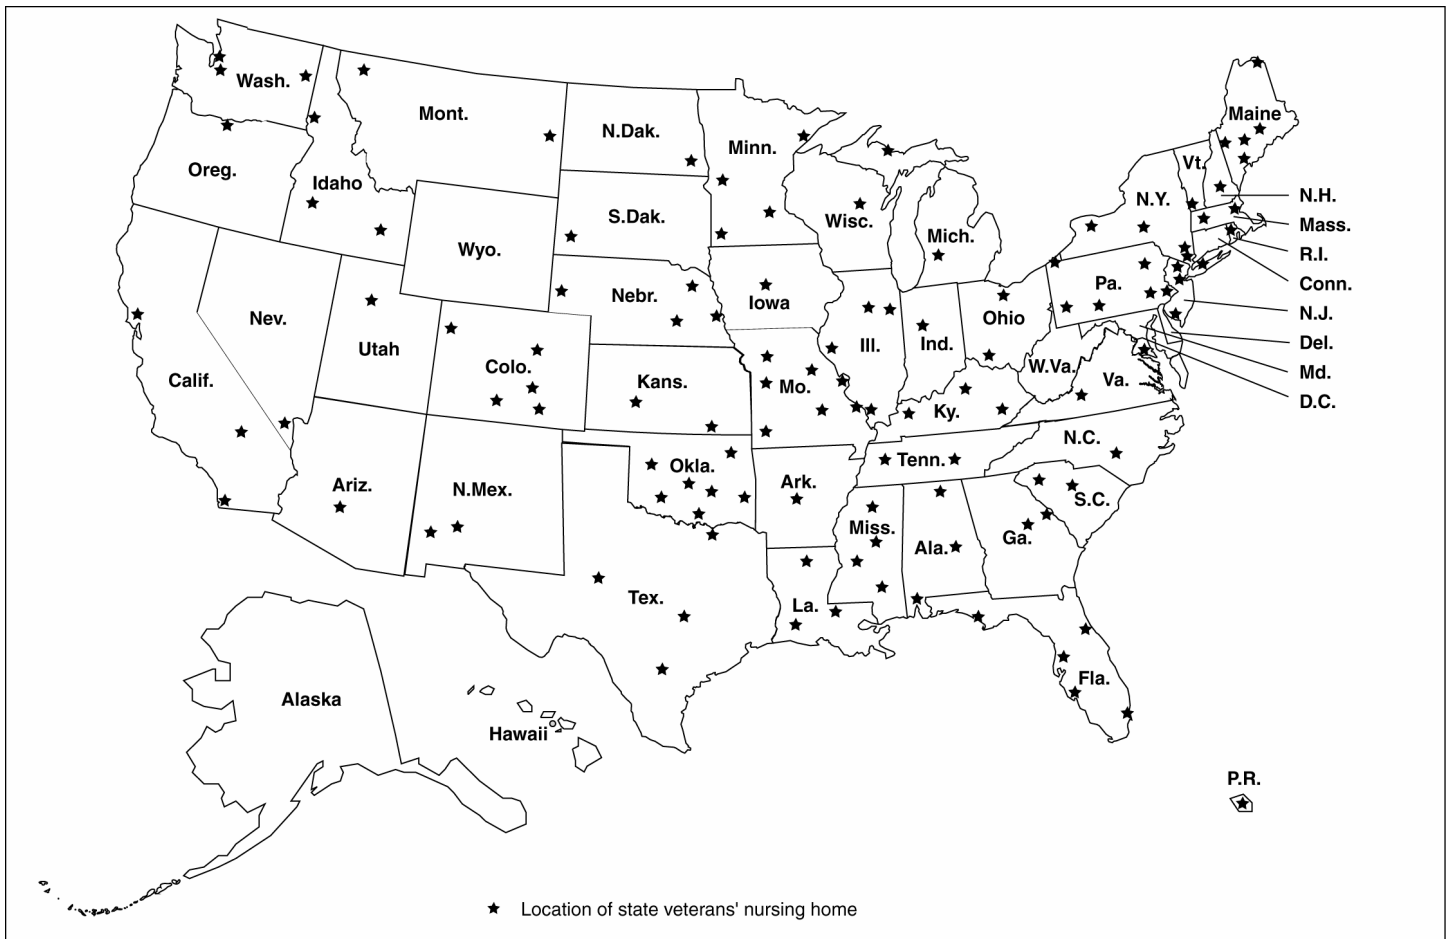 Wash.
Mont.
N.Dak.
Minn.
Maine
Vt.
Oreg.
Idaho
S.Dak.
Wisc.
Mich.
N.Y.
N.H.
Mass.
R.I.
Conn.
N.J.
Del.
Md.
D.C.
Wyo.
Nebr.
Iowa
Pa.
Nev.
Utah
Colo.
Ill.
Ind.
Ohio
W.Va.
Va.
Calif.
Kans.
Mo.
Ky.
N.C.
Ariz.
N.Mex.
Okla.
Ark.
Tenn.
S.C.
Miss.
Ala.
Ga.
Tex.
La.
Fla.
Alaska
Hawaii
P.R.
Location of state veterans' nursing home